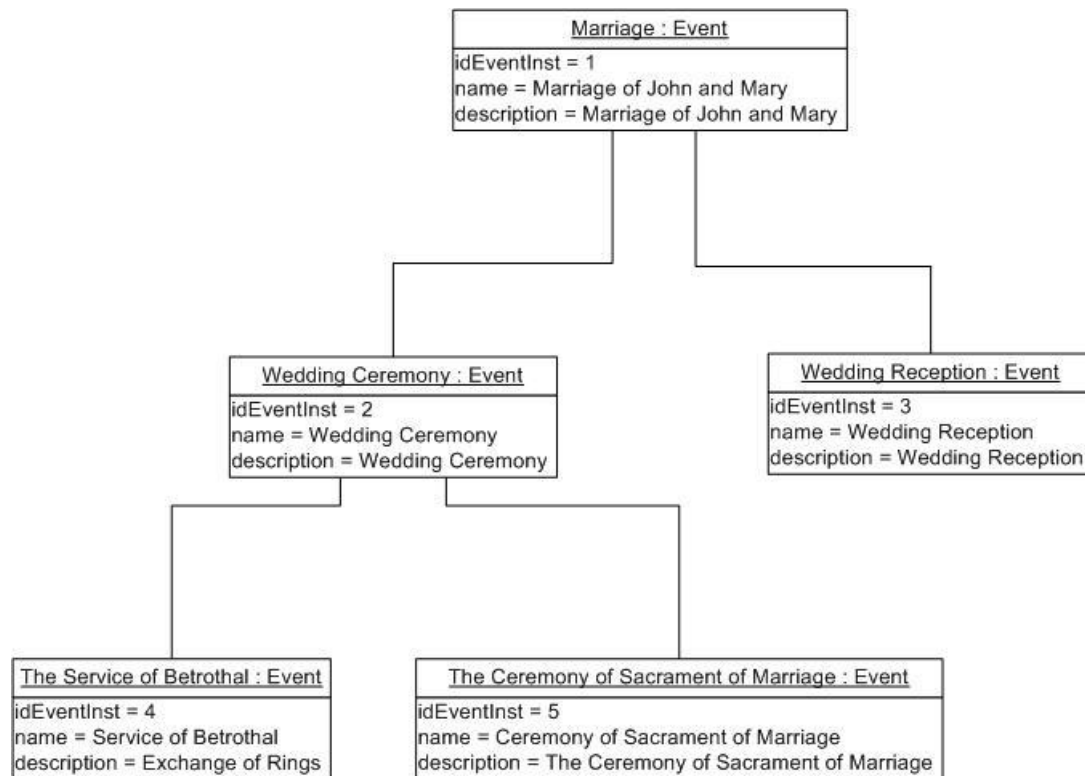 Marriage : Event
idEventInst = 1
name = Marriage of John and Mary
description = Marriage of John and Mary
Wedding Ceremony : Event
idEventInst = 2
name = Wedding Ceremony
description = Wedding Ceremony
Wedding Reception : Event
idEventInst = 3
name = Wedding Reception
description = Wedding Reception
The Service of Betrothal : Event
idEventInst = 4
name = Service of Betrothal
description = Exchange of Rings
The Ceremony of Sacrament of Marriage : Event
idEventInst = 5
name = Ceremony of Sacrament of Marriage
description = The Ceremony of Sacrament of Marriage